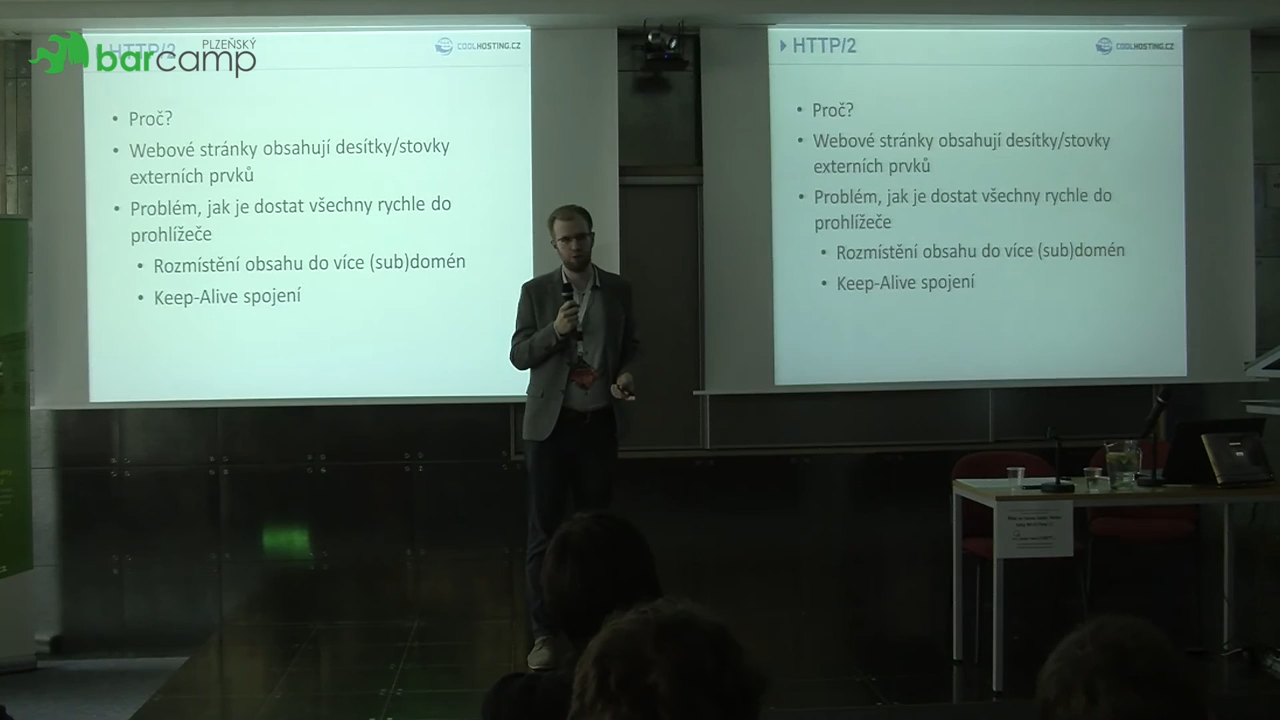 PLZEŇSKÝ
barcamp
HTTP/2
COOLHOSTING.CZ
• Proč?
• Webové stránky obsahují desítky/stovky
externích prvků
• Problém, jak je dostat všechny rychle do
prohlížeče
• Rozmístění obsahu do více (sub)domén
• Keep-Alive spojení
HTTP/2
COOLHOSTING.CZ
• Proč?
• Webové stránky obsahují desítky/stovky
externích prvků
• Problém, jak je dostat všechny rychle do
prohlížeče
• Rozmístění obsahu do více (sub)domén
• Keep-Alive spojení